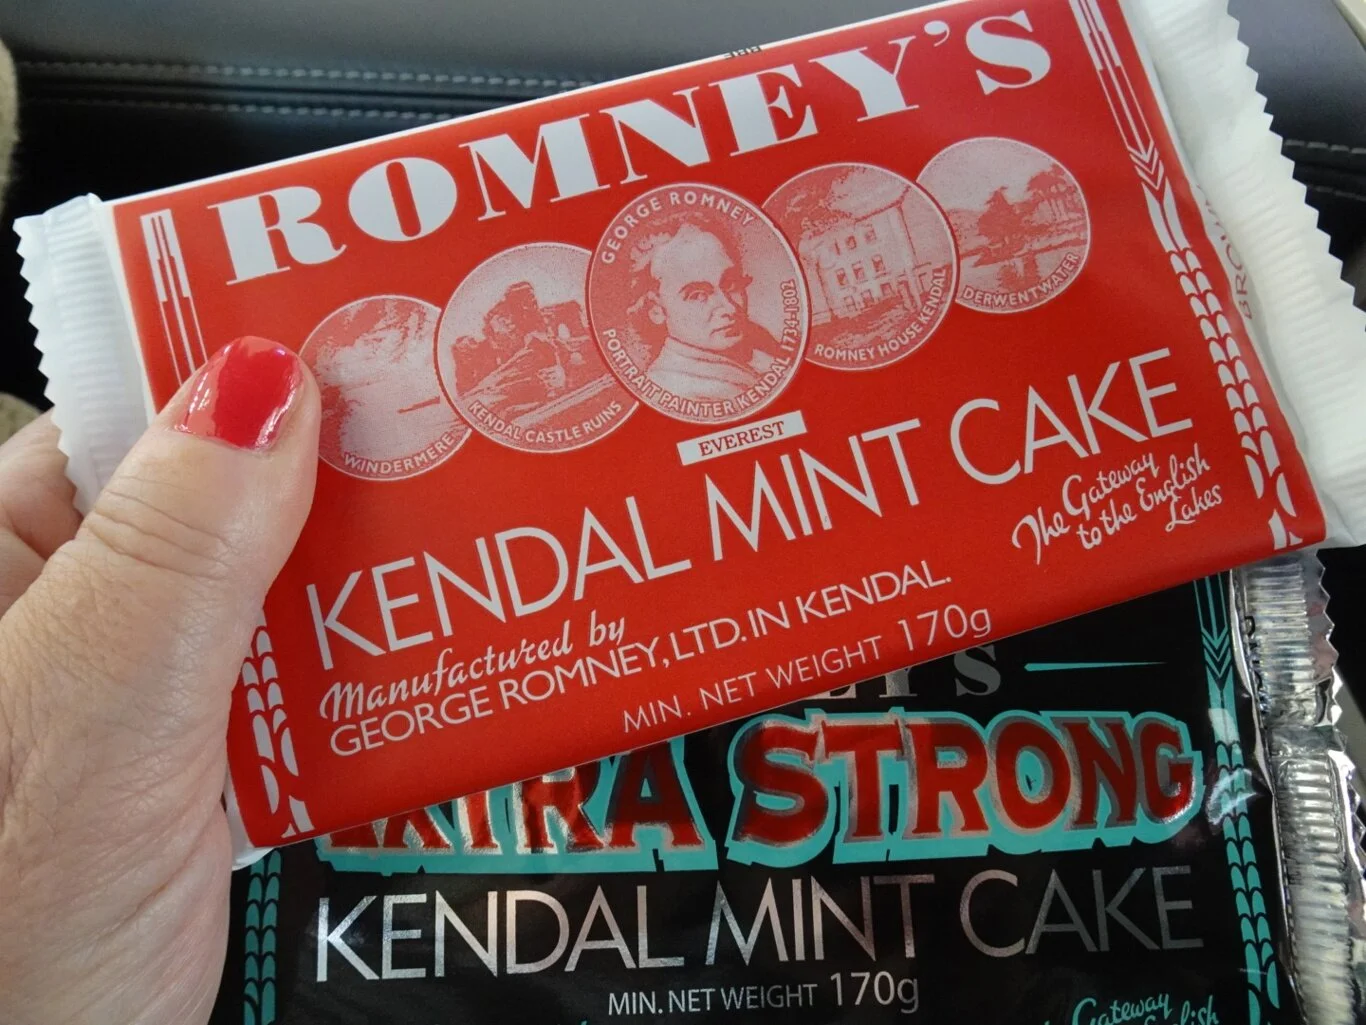 ROMNEY'S
GEORGE ROMNEY
PORTRAIT PAINTER KENDAL 1734-1802
WINDERMERE
KENDAL CASTLE RUINS
ROMNEY HOUSE KENDAL
DERWENTWATER
EVEREST
KENDAL MINT CAKE
The Gateway
to the English
Lakes
Manufactured by
GEORGE ROMNEY, LTD. IN KENDAL.
MIN. NET WEIGHT 170g
EY'S
EXTRA STRONG
KENDAL MINT CAKE
MIN. NET WEIGHT 170g
Gateway